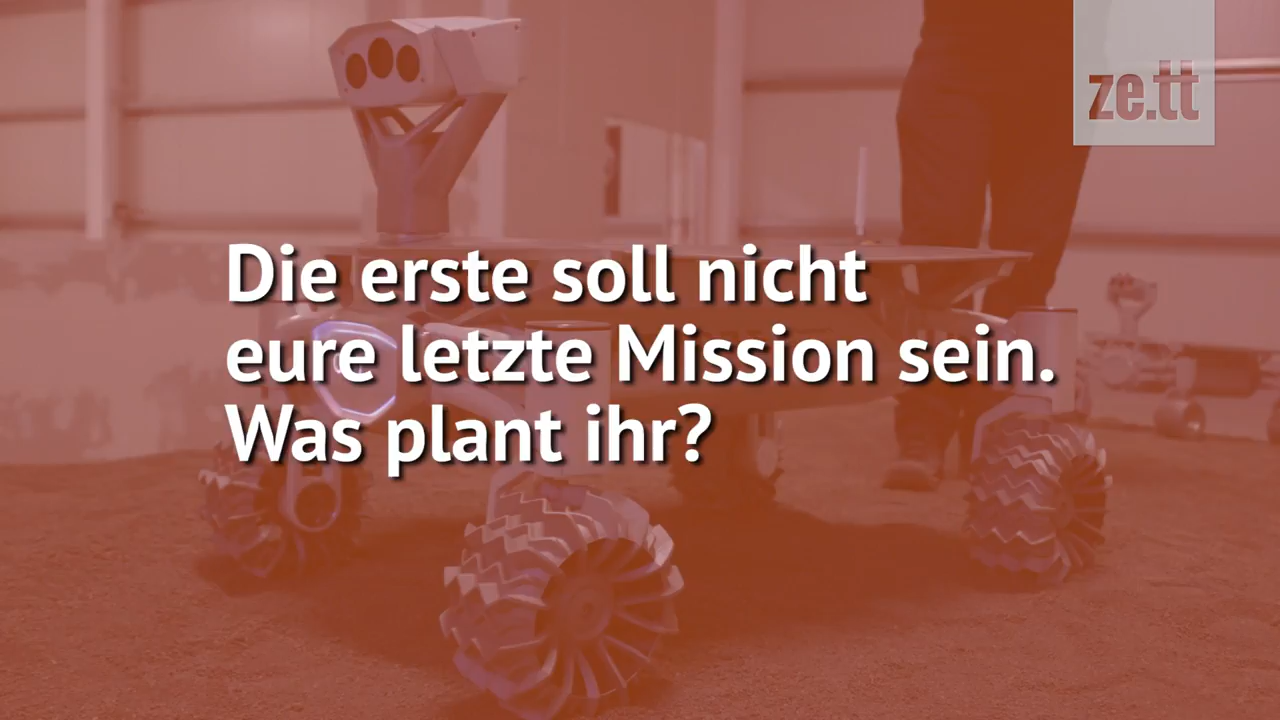 ze.tt
Die erste soll nicht
eure letzte Mission sein.
Was plant ihr?